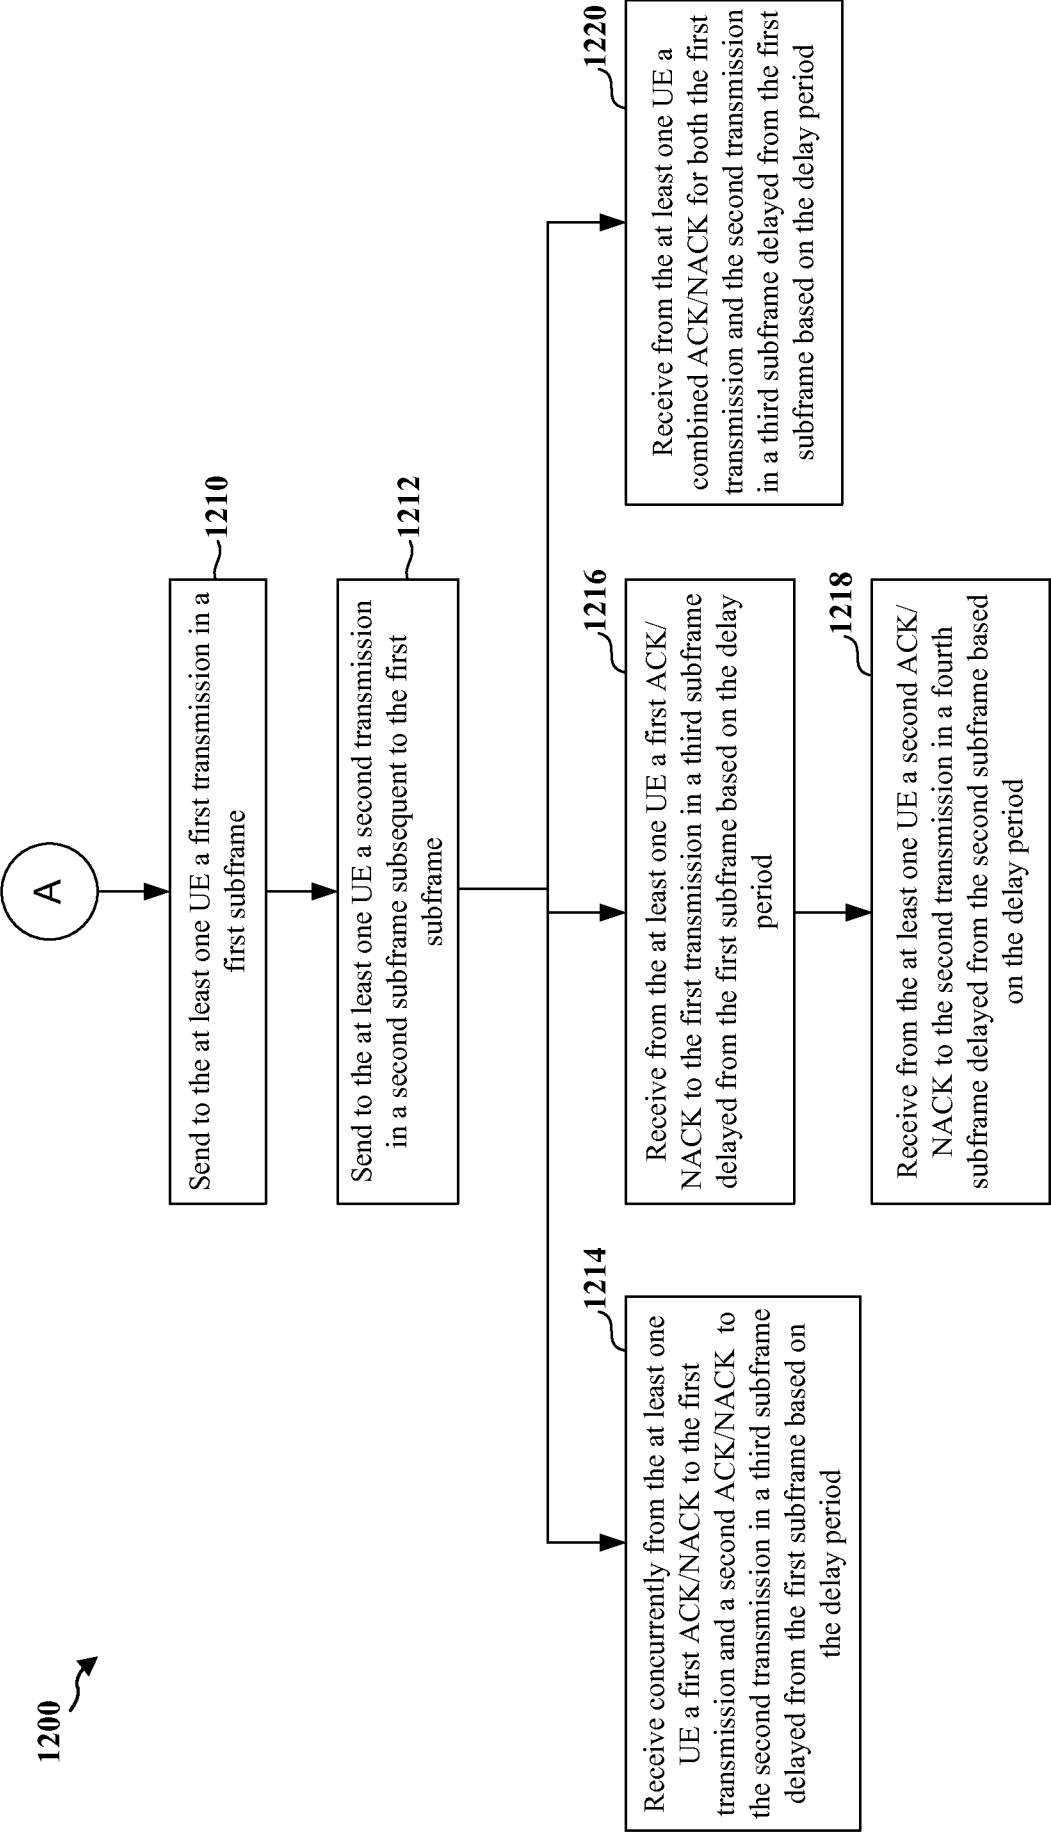 1200
A
1210
Send to the at least one UE a first transmission in a
first subframe
1212
Send to the at least one UE a second transmission
in a second subframe subsequent to the first
subframe
1214
Receive concurrently from the at least one
UE a first ACK/NACK to the first
transmission and a second ACK/NACK to
the second transmission in a third subframe
delayed from the first subframe based on
the delay period
1216
Receive from the at least one UE a first ACK/
NACK to the first transmission in a third subframe
delayed from the first subframe based on the delay
period
1218
Receive from the at least one UE a second ACK/
NACK to the second transmission in a fourth
subframe delayed from the second subframe based
on the delay period
1220
Receive from the at least one UE a
combined ACK/NACK for both the first
transmission and the second transmission
in a third subframe delayed from the first
subframe based on the delay period